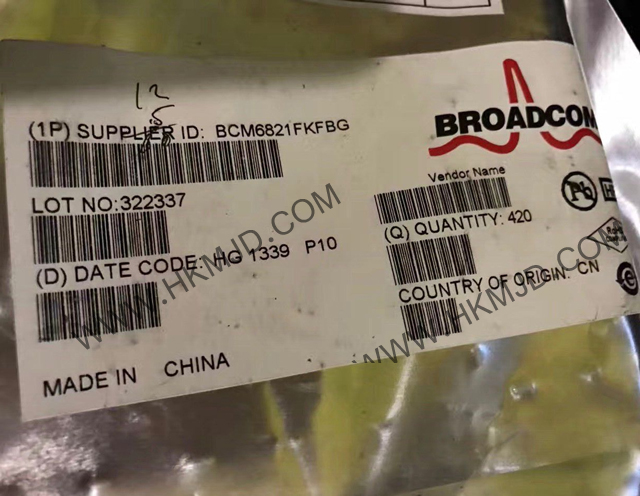 12
(1P) SUPPLIER ID: BCM6821FKFBG
LOT NO:322337
(D) DATE CODE: HG 1339 P10
MADE IN CHINA
BROADCOM
Vendor Name
Pb
(Q) QUANTITY: 420
COUNTRY OF ORIGIN: CN
WWW.HKMJD.COM
WWW.HKMJD.COM